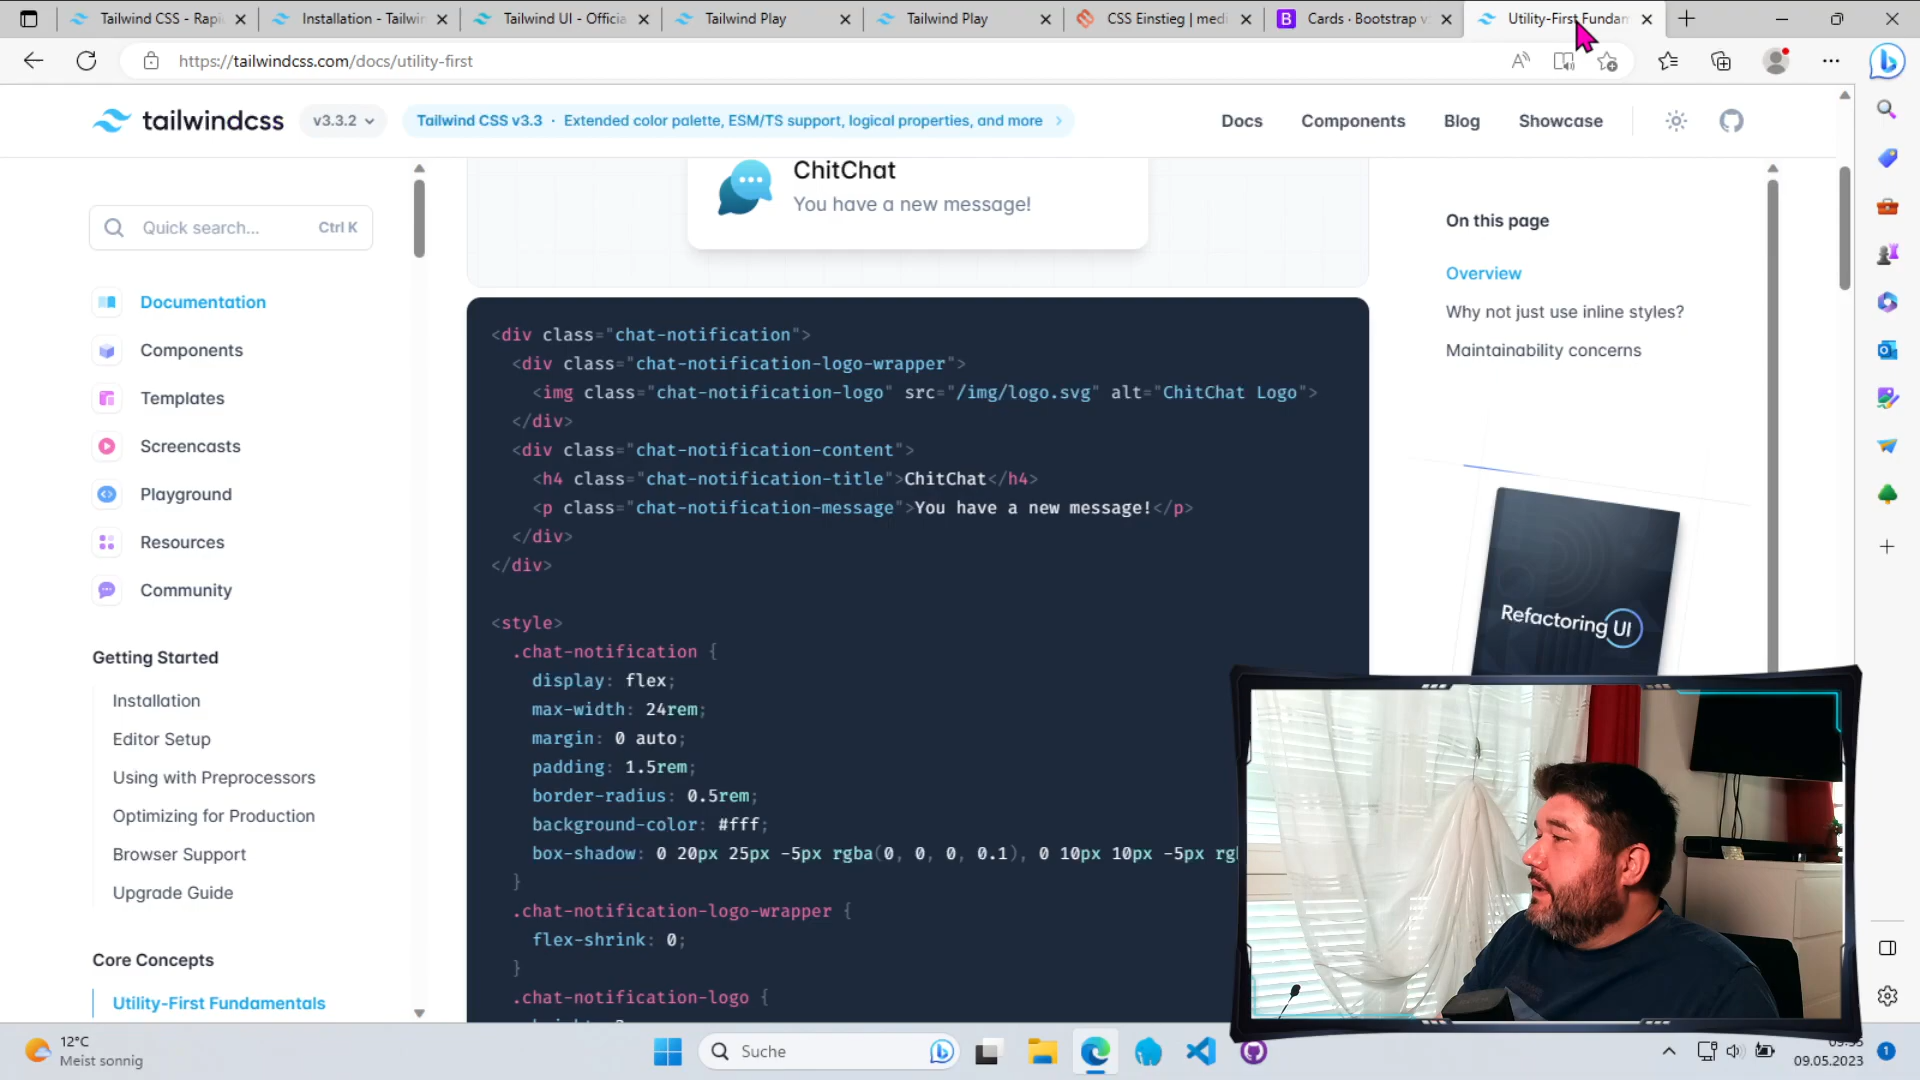 Tailwind CSS - Rapi
Installation - Tailwin
Tailwind UI - Officia
Tailwind Play
Tailwind Play
CSS Einstieg | medi
Cards · Bootstrap v
Utility-First Fundam
https://tailwindcss.com/docs/utility-first
tailwindcss
v3.3.2
Tailwind CSS v3.3 · Extended color palette, ESM/TS support, logical properties, and more
Docs
Components
Blog
Showcase
Quick search...
Ctrl K
Documentation
Components
Templates
Screencasts
Playground
Resources
Community
Getting Started
Installation
Editor Setup
Using with Preprocessors
Optimizing for Production
Browser Support
Upgrade Guide
Core Concepts
Utility-First Fundamentals
ChitChat
You have a new message!
<div class="chat-notification">
<div class="chat-notification-logo-wrapper">
<img class="chat-notification-logo" src="/img/logo.svg" alt="ChitChat Logo">
</div>
<div class="chat-notification-content">
<h4 class="chat-notification-title">ChitChat</h4>
<p class="chat-notification-message">You have a new message!</p>
</div>
</div>
<style>
.chat-notification {
display: flex;
max-width: 24rem;
margin: 0 auto;
padding: 1.5rem;
border-radius: 0.5rem;
background-color: #fff;
box-shadow: 0 20px 25px -5px rgba(0, 0, 0, 0.1), 0 10px 10px -5px rg
}
.chat-notification-logo-wrapper {
flex-shrink: 0;
}
.chat-notification-logo {
On this page
Overview
Why not just use inline styles?
Maintainability concerns
Refactoring UI
12°C
Meist sonnig
Suche
09.05.2023
1